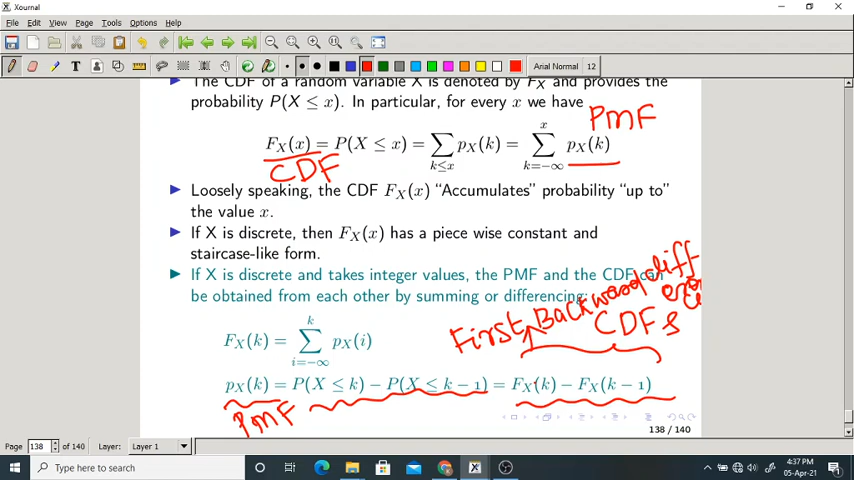 Xournal
File Edit View Page Tools Options Help
Arial Normal 12
The CDF of a random variable X is denoted by F_X and provides the
probability P(X ≤ x). In particular, for every x we have
PMF
F_X(x) = P(X ≤ x) = ∑_{k≤x} p_X(k) = ∑_{k=−∞}^{x} p_X(k)
CDF
Loosely speaking, the CDF F_X(x) “Accumulates” probability “up to”
the value x.
If X is discrete, then F_X(x) has a piece wise constant and
staircase-like form.
If X is discrete and takes integer values, the PMF and the CDF can
be obtained from each other by summing or differencing:
First Backward diff
CDFs
F_X(k) = ∑_{i=−∞}^{k} p_X(i)
p_X(k) = P(X ≤ k) − P(X ≤ k−1) = F_X(k) − F_X(k−1)
PMF
138 / 140
Page 138 of 140 Layer: Layer 1
Type here to search
4:37 PM
05-Apr-21